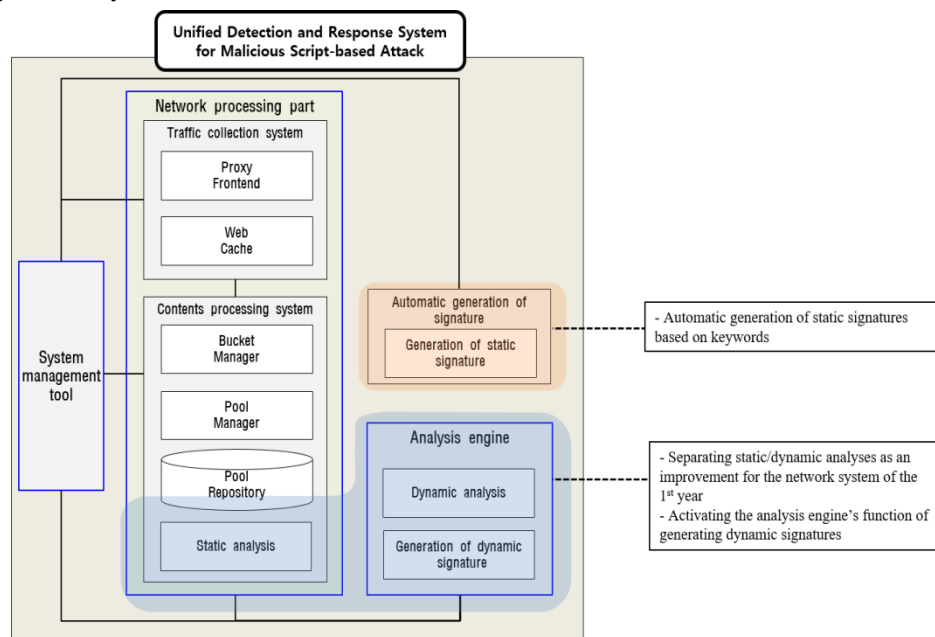 Unified Detection and Response System
for Malicious Script-based Attack
Network processing part
Traffic collection system
Proxy
Frontend
Web
Cache
Contents processing system
Bucket
Manager
Pool
Manager
Pool
Repository
Static analysis
System
management
tool
Automatic generation of
signature
Generation of static
signature
Analysis engine
Dynamic analysis
Generation of dynamic
signature
- Automatic generation of static signatures
based on keywords
- Separating static/dynamic analyses as an
improvement for the network system of the
1st year
- Activating the analysis engine's function of
generating dynamic signatures